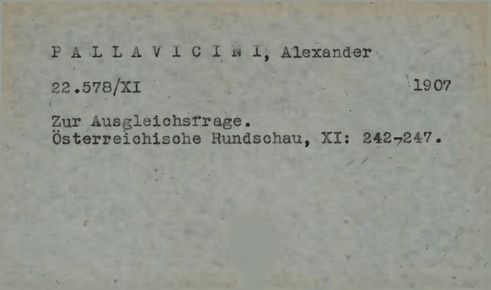 P A L L A V I C I N I, Alexander
22.578/XI 1907
Zur Ausgleichsfrage.
Österreichische Rundschau, XI: 242-247.